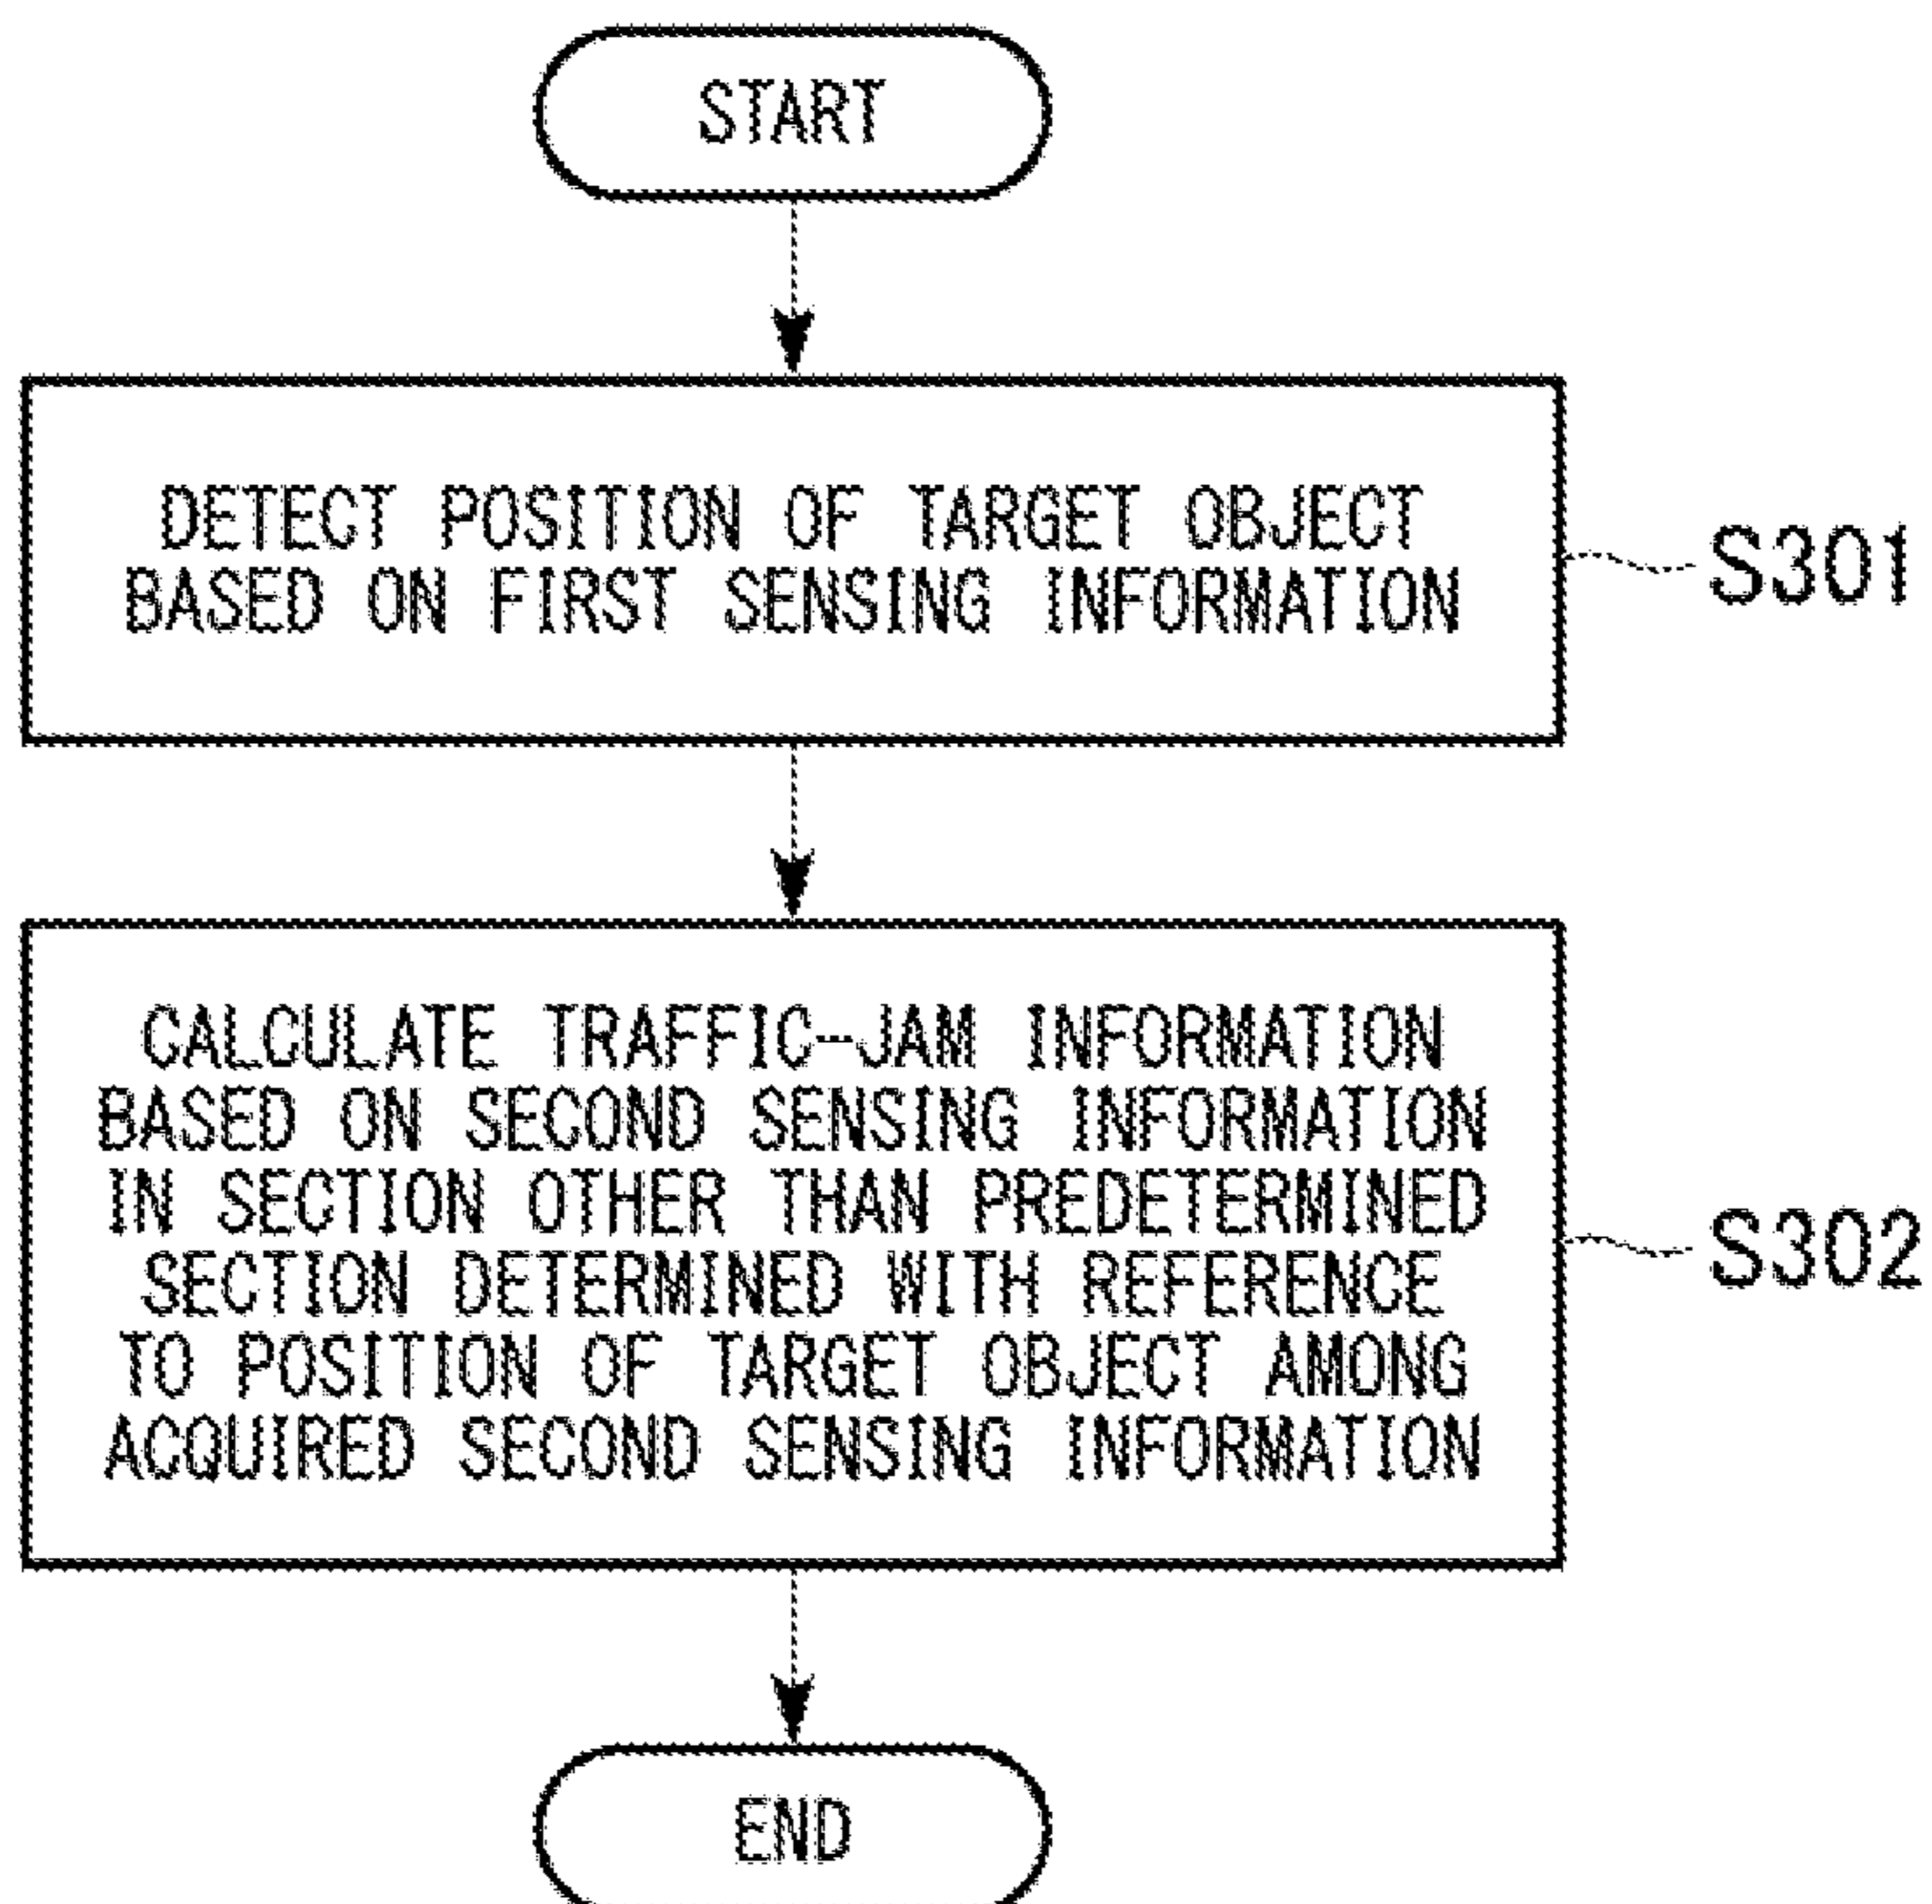 START
DETECT POSITION OF TARGET OBJECT
BASED ON FIRST SENSING INFORMATION
S301
CALCULATE TRAFFIC-JAM INFORMATION
BASED ON SECOND SENSING INFORMATION
IN SECTION OTHER THAN PREDETERMINED
SECTION DETERMINED WITH REFERENCE
TO POSITION OF TARGET OBJECT AMONG
ACQUIRED SECOND SENSING INFORMATION
S302
END